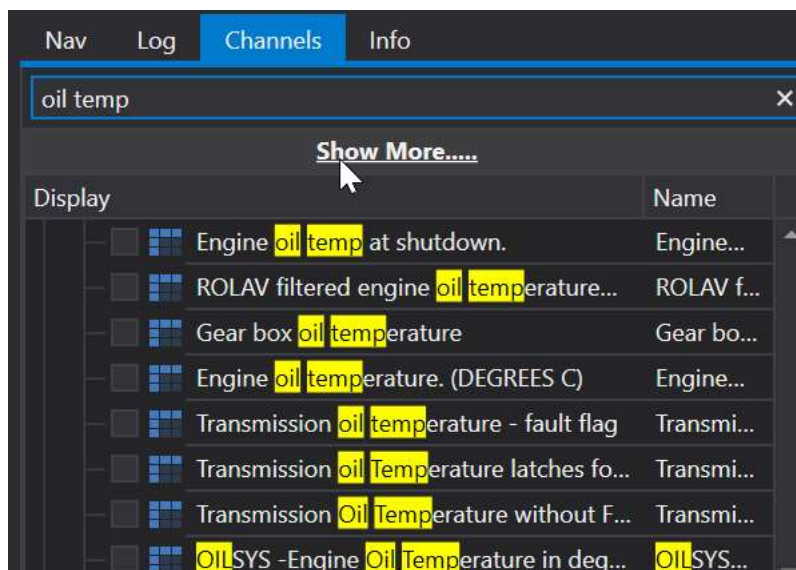 Nav Log Channels Info
oil temp
Show More.....
Display Name
Engine oil temp at shutdown. Engine...
ROLAV filtered engine oil temperature... ROLAV f...
Gear box oil temperature Gear bo...
Engine oil temperature. (DEGREES C) Engine...
Transmission oil temperature - fault flag Transmi...
Transmission oil Temperature latches fo... Transmi...
Transmission Oil Temperature without F... Transmi...
OILSYS -Engine Oil Temperature in deg... OILSYS...